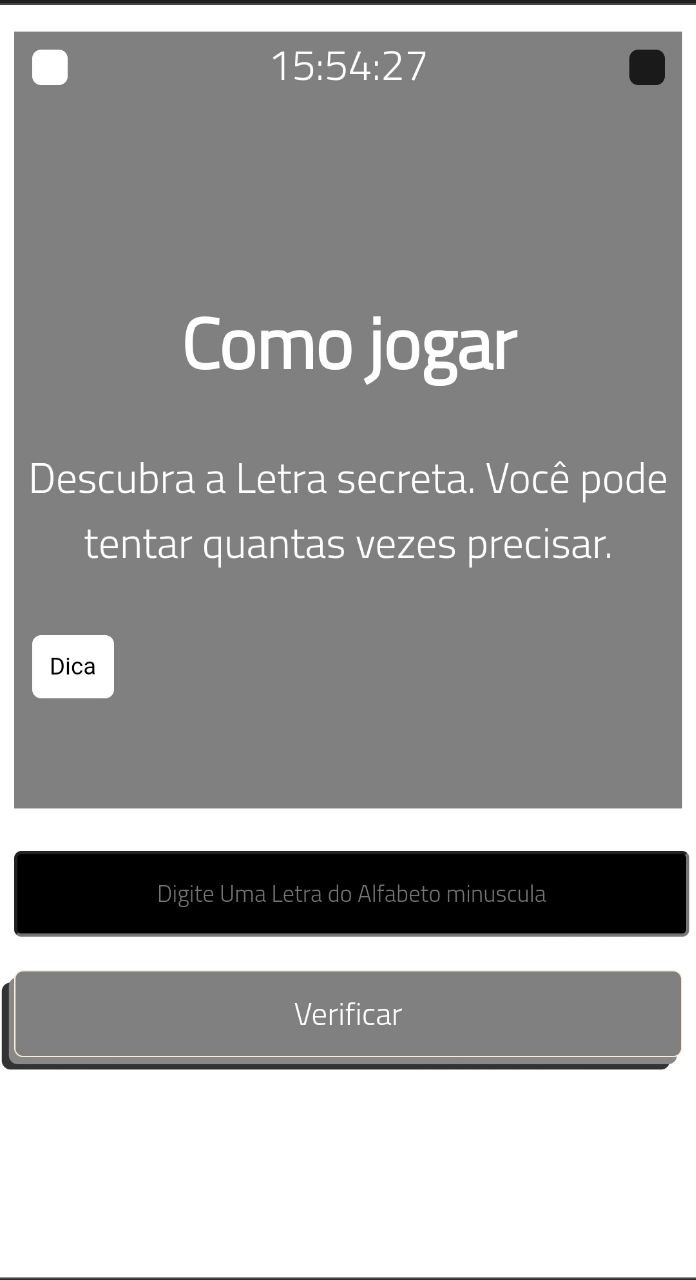 15:54:27
Como jogar
Descubra a Letra secreta. Você pode
tentar quantas vezes precisar.
Dica
Digite Uma Letra do Alfabeto minuscula
Verificar